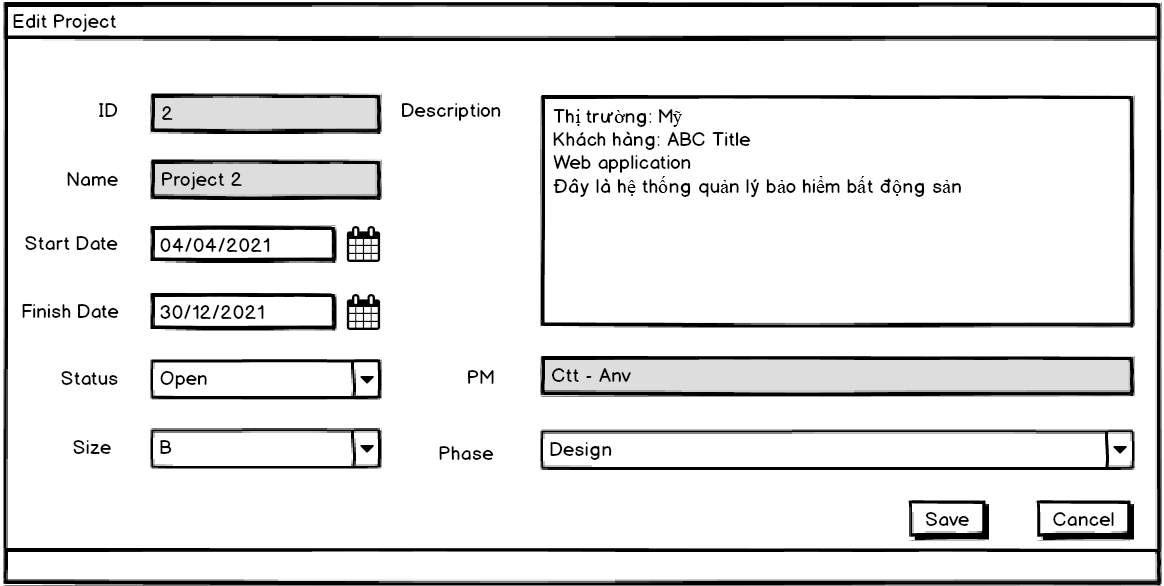 Edit Project
ID
2
Name
Project 2
Start Date
04/04/2021
Finish Date
30/12/2021
Status
Open
Size
B
Description
Thị trường: Mỹ
Khách hàng: ABC Title
Web application
Đây là hệ thống quản lý bảo hiểm bất động sản
PM
Ctt - Anv
Phase
Design
Save
Cancel